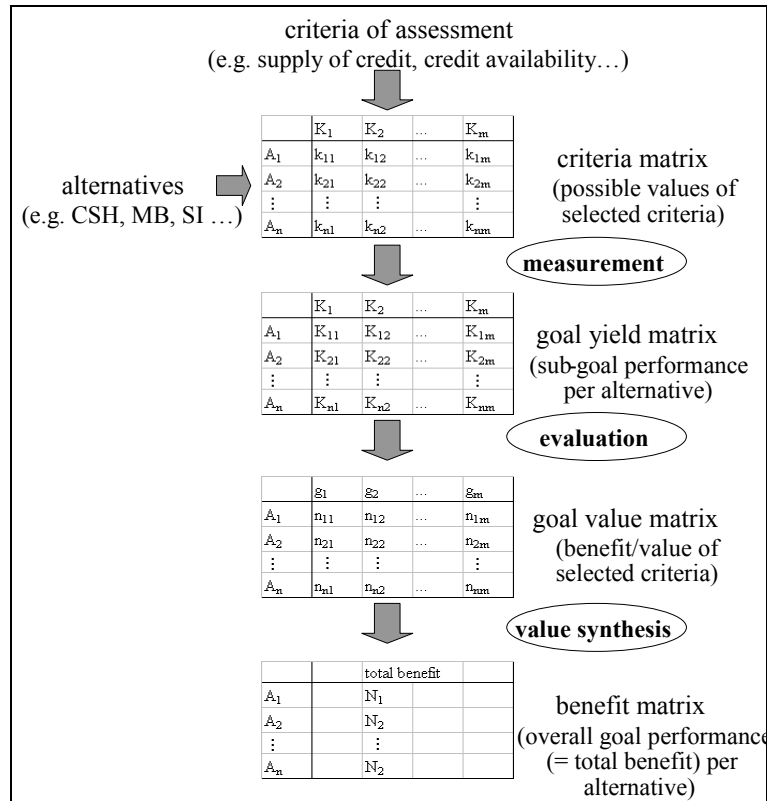 criteria of assessment
(e.g. supply of credit, credit availability…)
K1 K2 … Km
A1 k11 k12 … k1m
A2 k21 k22 … k2m
⋮ ⋮ ⋮ ⋮
An kn1 kn2 … knm
alternatives
(e.g. CSH, MB, SI …)
criteria matrix
(possible values of
selected criteria)
measurement
K1 K2 … Km
A1 K11 K12 … K1m
A2 K21 K22 … K2m
⋮ ⋮ ⋮ ⋮
An Kn1 Kn2 … Knm
goal yield matrix
(sub-goal performance
per alternative)
evaluation
g1 g2 … gm
A1 n11 n12 … n1m
A2 n21 n22 … n2m
⋮ ⋮ ⋮ ⋮
An nn1 nn2 … nnm
goal value matrix
(benefit/value of
selected criteria)
value synthesis
total benefit
A1 N1
A2 N2
⋮ ⋮
An N2
benefit matrix
(overall goal performance
(= total benefit) per
alternative)